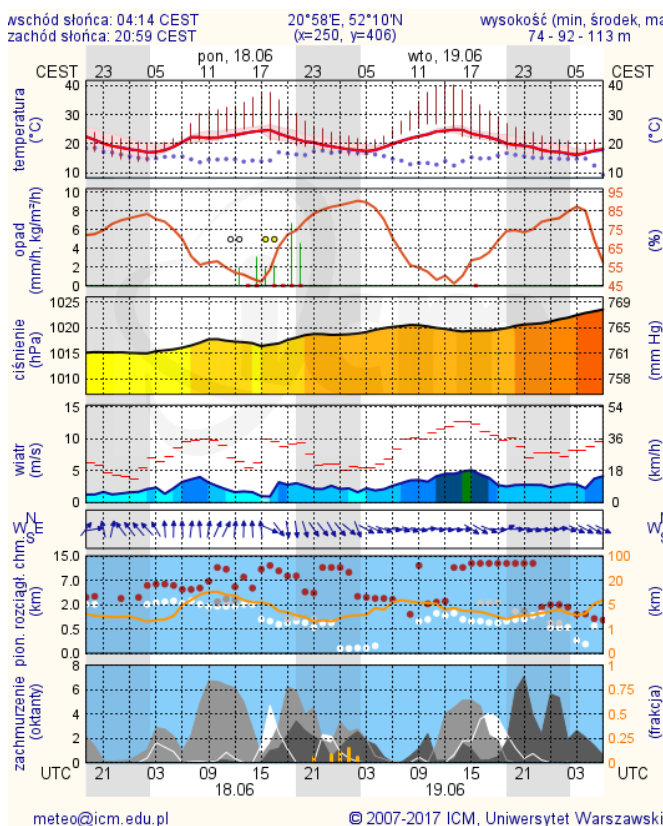 wschód słońca: 04:14 CEST 20°58'E, 52°10'N wysokość (min, środek, ma
zachód słońca: 20:59 CEST (x=250, y=406) 74 - 92 - 113 m
pon, 18.06 wto, 19.06
CEST 23 05 11 17 23 05 11 17 23 05 CEST
temperatura
(°C)
40
30
20
10
40
30
20
10
(°C)
opad
(mm/h, kg/m²/h)
10
8
6
4
2
0
95
85
75
65
55
45
(%)
ciśnienie
(hPa)
1025
1020
1015
1010
769
765
761
758
(mm Hg)
wiatr
(m/s)
15
10
5
0
54
36
18
0
(km/h)
N
W E
S
N
W
S
pion. rozciągł. chm.
(km)
15.0
7.0
2.0
0.5
0.0
100
20
5
1
0
(km)
zachmurzenie
(oktanty)
8
6
4
2
0
1
0.75
0.5
0.25
0
(frakcja)
UTC 21 03 09 15 21 03 09 15 21 03 UTC
18.06 19.06
meteo@icm.edu.pl © 2007-2017 ICM, Uniwersytet Warszawski